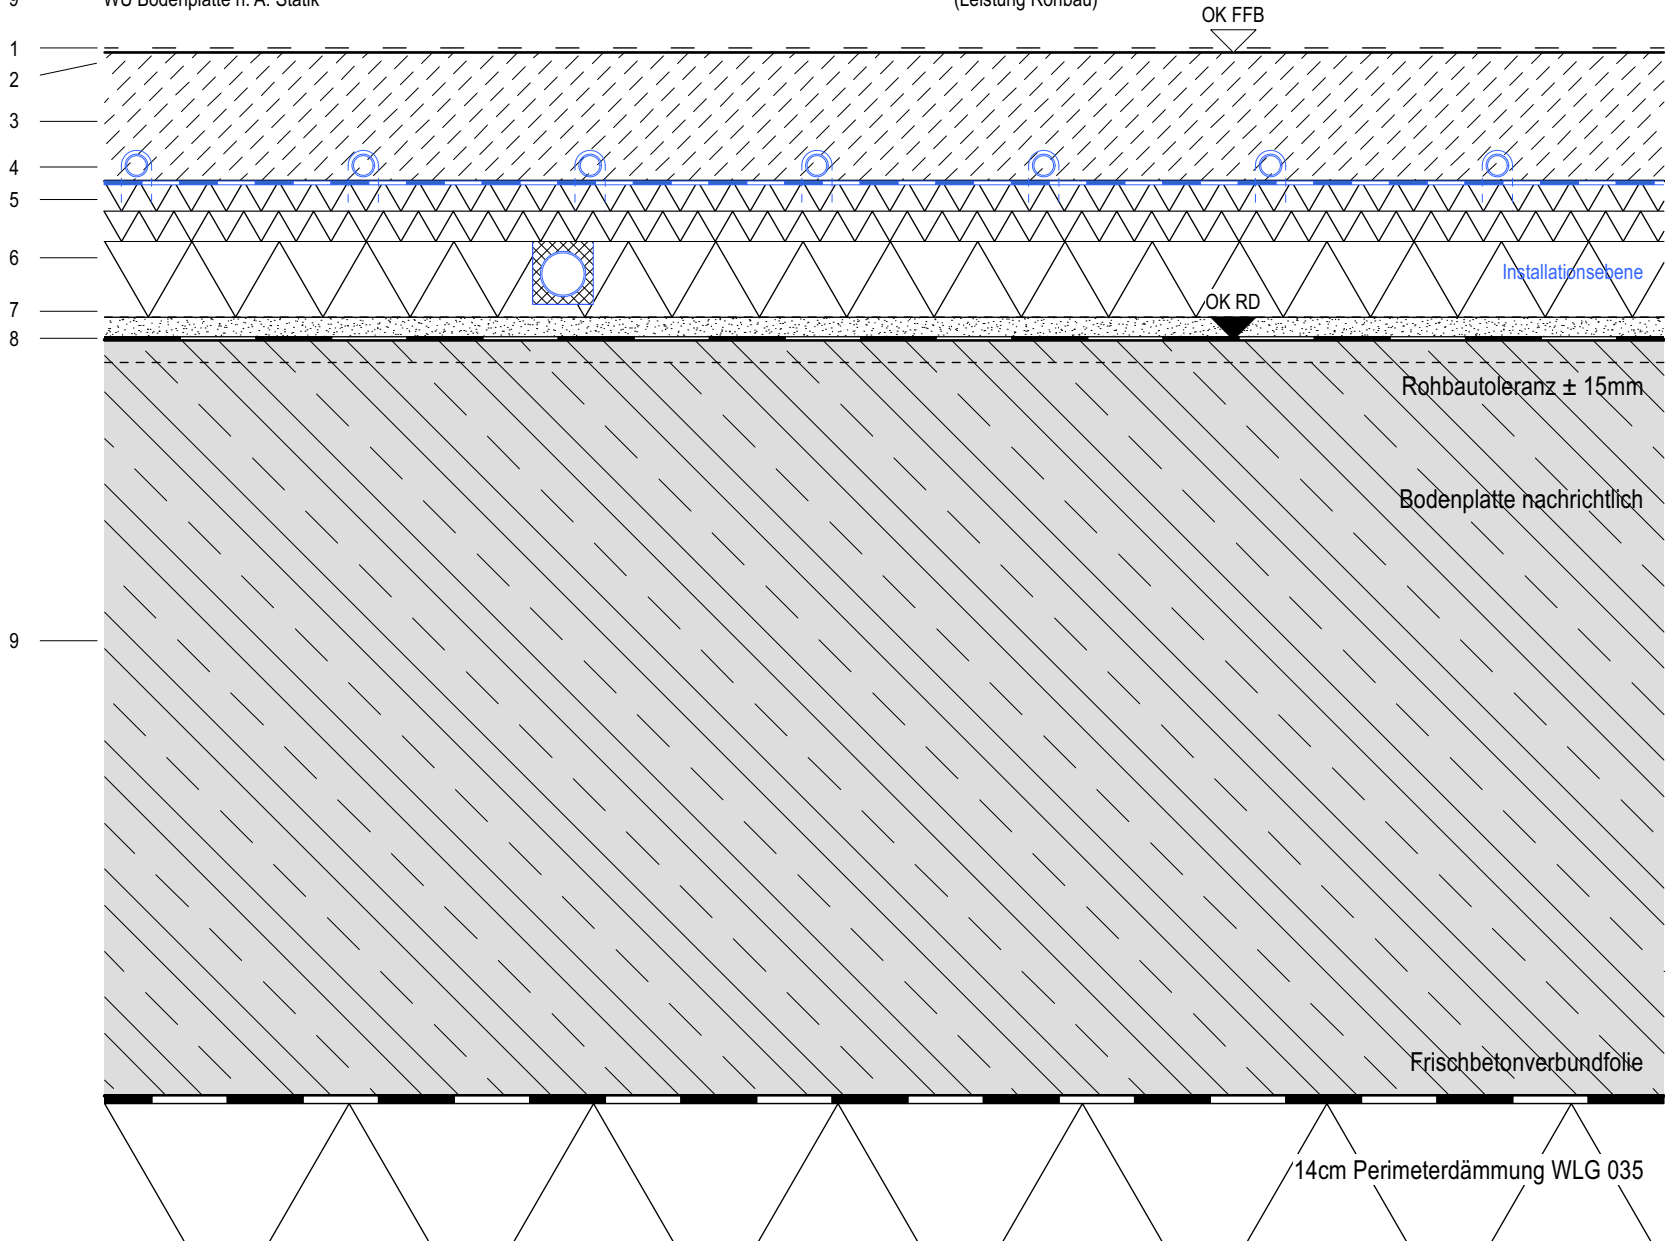 9 WU Bodenplatte n. A. Statik (Leistung Rohbau)
OK FFB
1
2
3
4
5
6 Installationsebene
OK RD
7
8
Rohbautoleranz ± 15mm
Bodenplatte nachrichtlich
9
Frischbetonverbundfolie
14cm Perimeterdämmung WLG 035